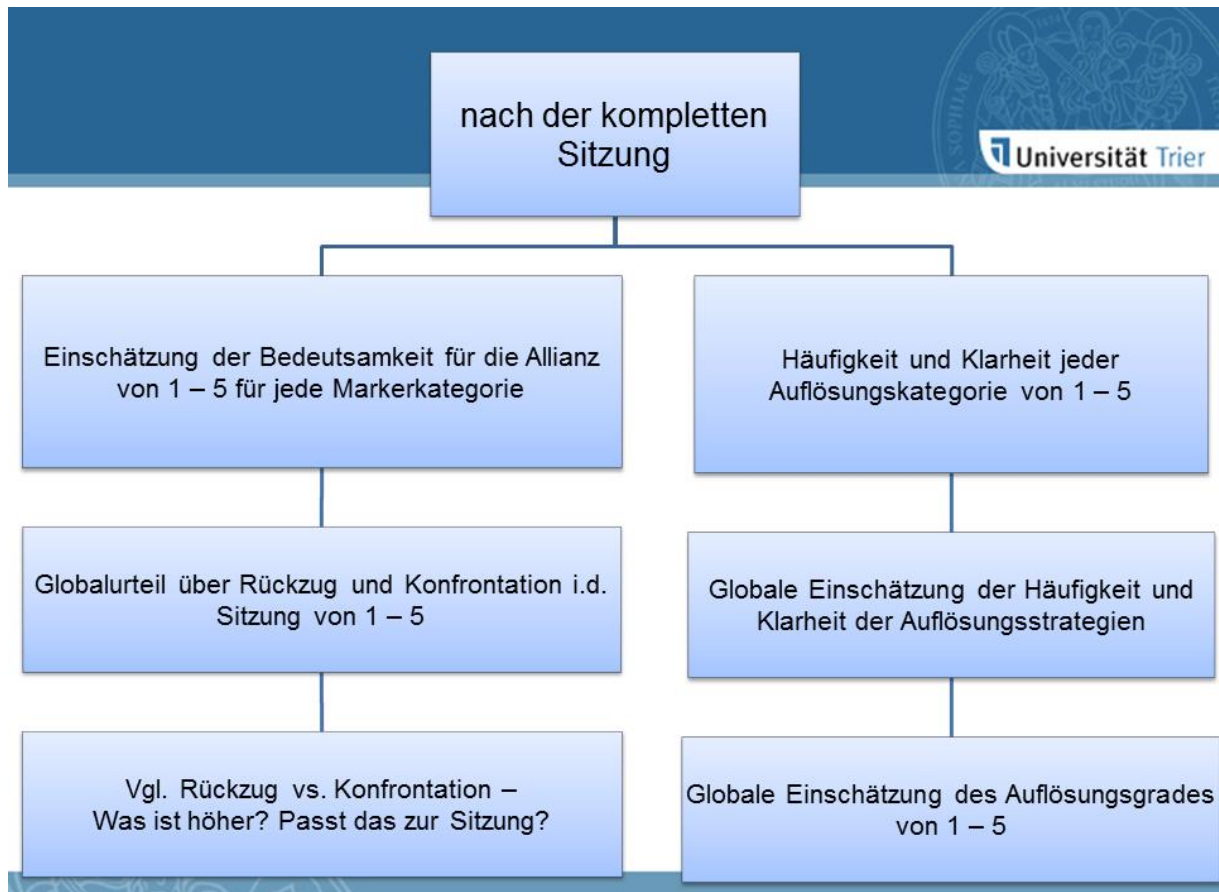 nach der kompletten
Sitzung
Universität Trier
Einschätzung der Bedeutsamkeit für die Allianz
von 1 – 5 für jede Markerkategorie
Häufigkeit und Klarheit jeder
Auflösungskategorie von 1 – 5
Globalurteil über Rückzug und Konfrontation i.d.
Sitzung von 1 – 5
Globale Einschätzung der Häufigkeit und
Klarheit der Auflösungsstrategien
Vgl. Rückzug vs. Konfrontation –
Was ist höher? Passt das zur Sitzung?
Globale Einschätzung des Auflösungsgrades
von 1 – 5